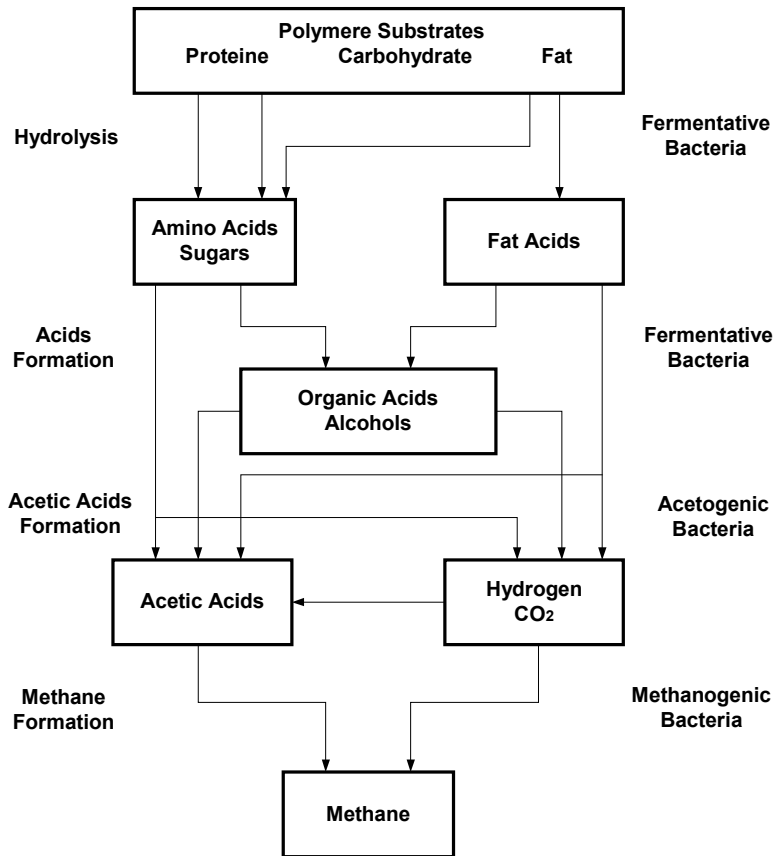 Polymere Substrates
Proteine Carbohydrate Fat
Hydrolysis
Fermentative
Bacteria
Amino Acids
Sugars
Fat Acids
Acids
Formation
Fermentative
Bacteria
Organic Acids
Alcohols
Acetic Acids
Formation
Acetogenic
Bacteria
Acetic Acids
Hydrogen
CO₂
Methane
Formation
Methanogenic
Bacteria
Methane